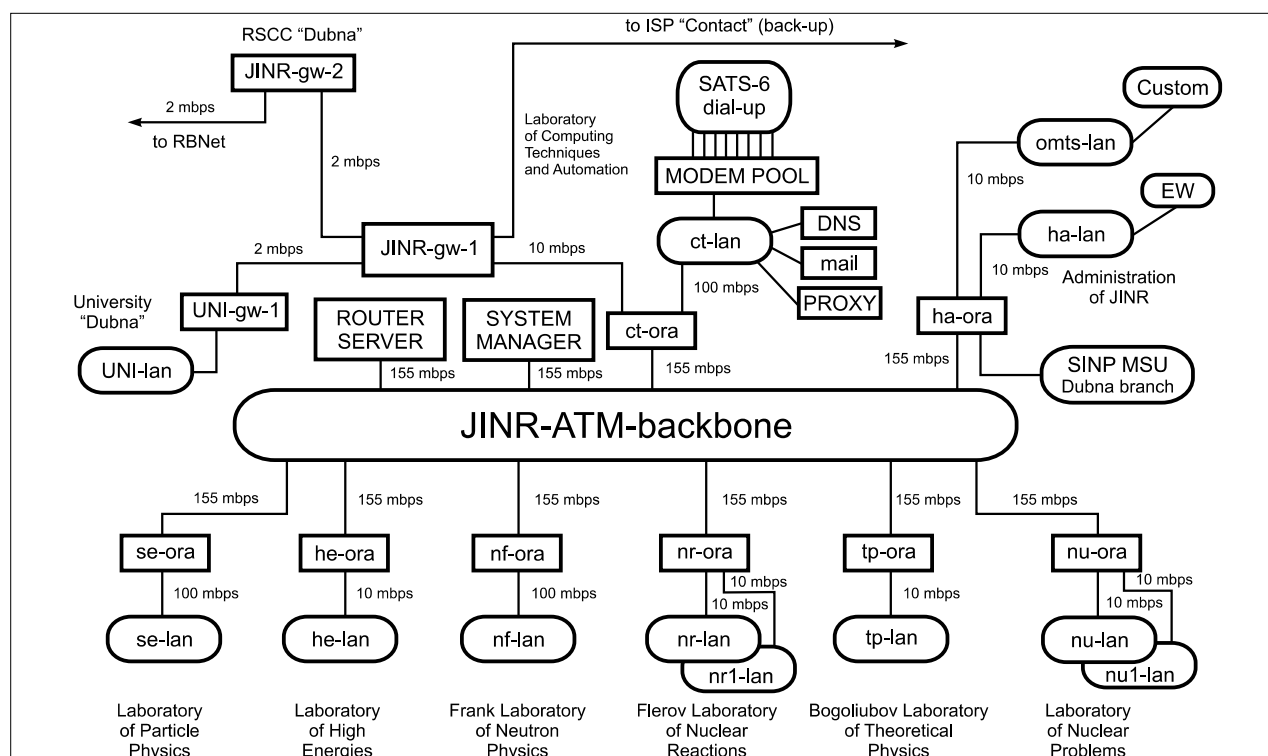 to ISP “Contact” (back-up)
RSCC “Dubna”
JINR-gw-2
2 mbps
to RBNet
2 mbps
Laboratory
of Computing
Techniques
and Automation
SATS-6
dial-up
MODEM POOL
ct-lan
DNS
mail
PROXY
100 mbps
Custom
omts-lan
10 mbps
EW
ha-lan
10 mbps
Administration
of JINR
JINR-gw-1
2 mbps
10 mbps
University
“Dubna”
UNI-gw-1
UNI-lan
ROUTER
SERVER
SYSTEM
MANAGER
ct-ora
ha-ora
155 mbps
155 mbps
155 mbps
155 mbps
SINP MSU
Dubna branch
JINR-ATM-backbone
155 mbps
155 mbps
155 mbps
155 mbps
155 mbps
155 mbps
se-ora
he-ora
nf-ora
nr-ora
tp-ora
nu-ora
100 mbps
10 mbps
100 mbps
10 mbps
10 mbps
10 mbps
10 mbps
10 mbps
se-lan
he-lan
nf-lan
nr-lan
nr1-lan
tp-lan
nu-lan
nu1-lan
Laboratory
of Particle
Physics
Laboratory
of High
Energies
Frank Laboratory
of Neutron
Physics
Flerov Laboratory
of Nuclear
Reactions
Bogoliubov Laboratory
of Theoretical
Physics
Laboratory
of Nuclear
Problems